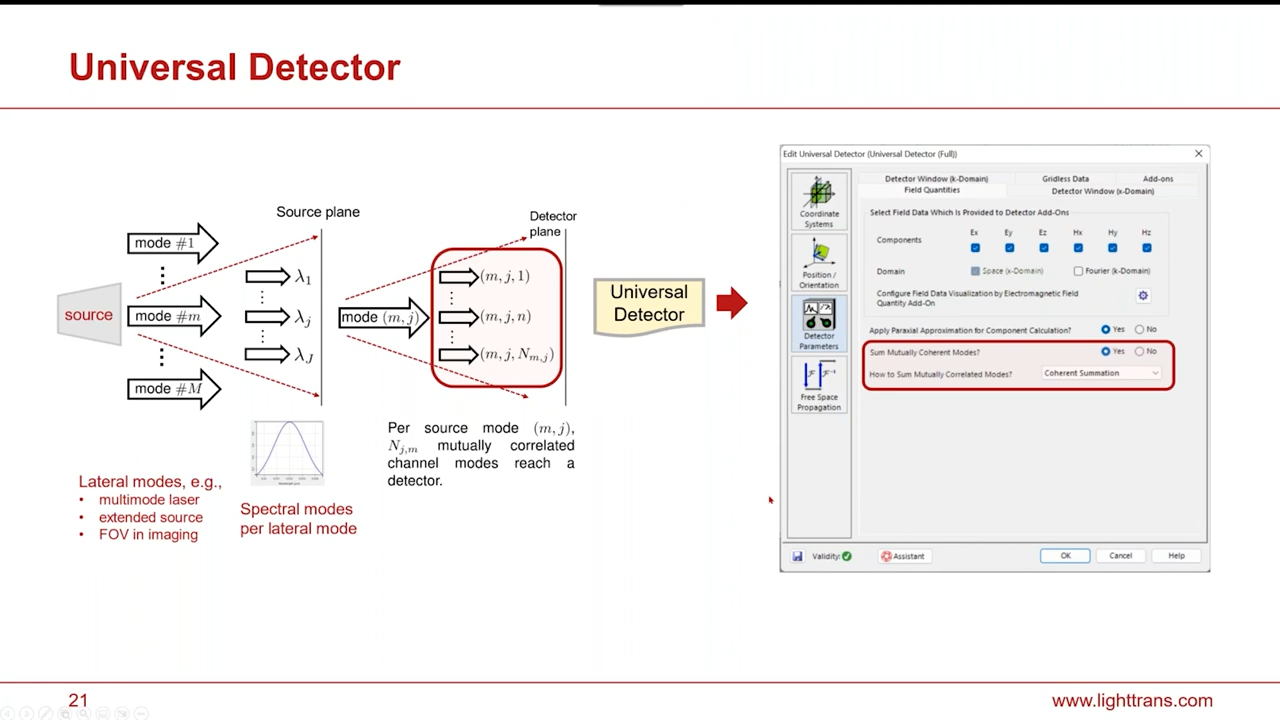 Universal Detector
Source plane
Detector
plane
mode #1
mode #m
mode #M
source
λ1
λj
λJ
mode (m, j)
(m, j, 1)
(m, j, n)
(m, j, Nm,j)
Universal
Detector
Per source mode (m, j),
Nj,m mutually correlated
channel modes reach a
detector.
Lateral modes, e.g.,
• multimode laser
• extended source
• FOV in imaging
Spectral modes
per lateral mode
Edit Universal Detector (Universal Detector (Full))
Coordinate
Systems
Position /
Orientation
Detector
Parameters
Free Space
Propagation
Detector Window (k-Domain) Gridless Data Add-ons
Field Quantities Detector Window (x-Domain)
Select Field Data Which Is Provided to Detector Add-Ons
Ex Ey Ez Hx Hy Hz
Components
Domain Space (x-Domain) Fourier (k-Domain)
Configure Field Data Visualization by Electromagnetic Field
Quantity Add-On
Apply Paraxial Approximation for Component Calculation? Yes No
Sum Mutually Coherent Modes? Yes No
How to Sum Mutually Correlated Modes? Coherent Summation
Validity: Assistant OK Cancel Help
21
www.lighttrans.com